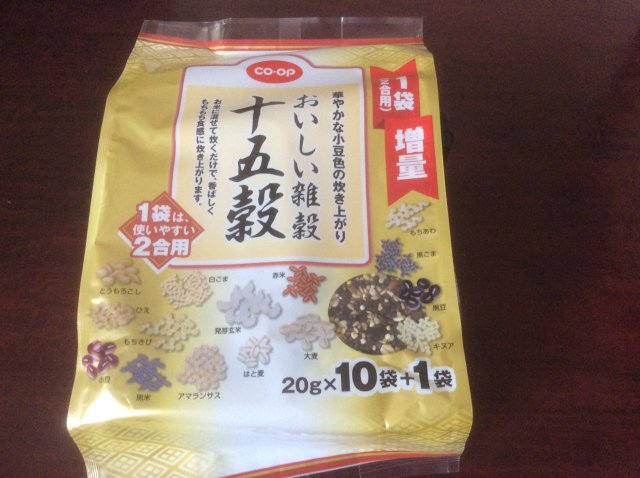 CO·OP
1袋
(2合用)
増量
華やかな小豆色の炊き上がり
おいしい雑穀
十五穀
お米に混ぜて炊くだけで、香ばしく
もちもち食感に炊き上がります。
1袋は、
使いやすい
2合用
もちあわ
黒ごま
黒豆
キヌア
赤米
白ごま
とうもろこし
ひえ
もちきび
発芽玄米
大麦
はと麦
小豆
黒米
アマランサス
20g×10袋+1袋